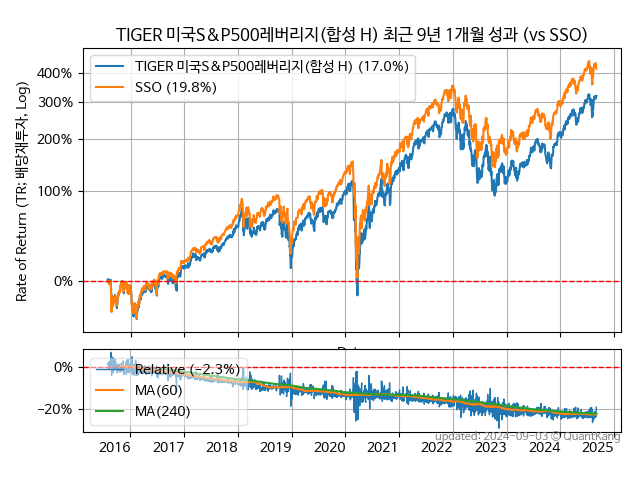 TIGER 미국S&P500레버리지(합성 H) 최근 9년 1개월 성과 (vs SSO)
TIGER 미국S&P500레버리지(합성 H) (17.0%)
SSO (19.8%)
Rate of Return (TR: 배당재투자, Log)
400%
300%
200%
100%
0%
Relative (−2.3%)
MA(60)
MA(240)
0%
−20%
updated: 2024-09-03 © QuantKang
2016 2017 2018 2019 2020 2021 2022 2023 2024 2025